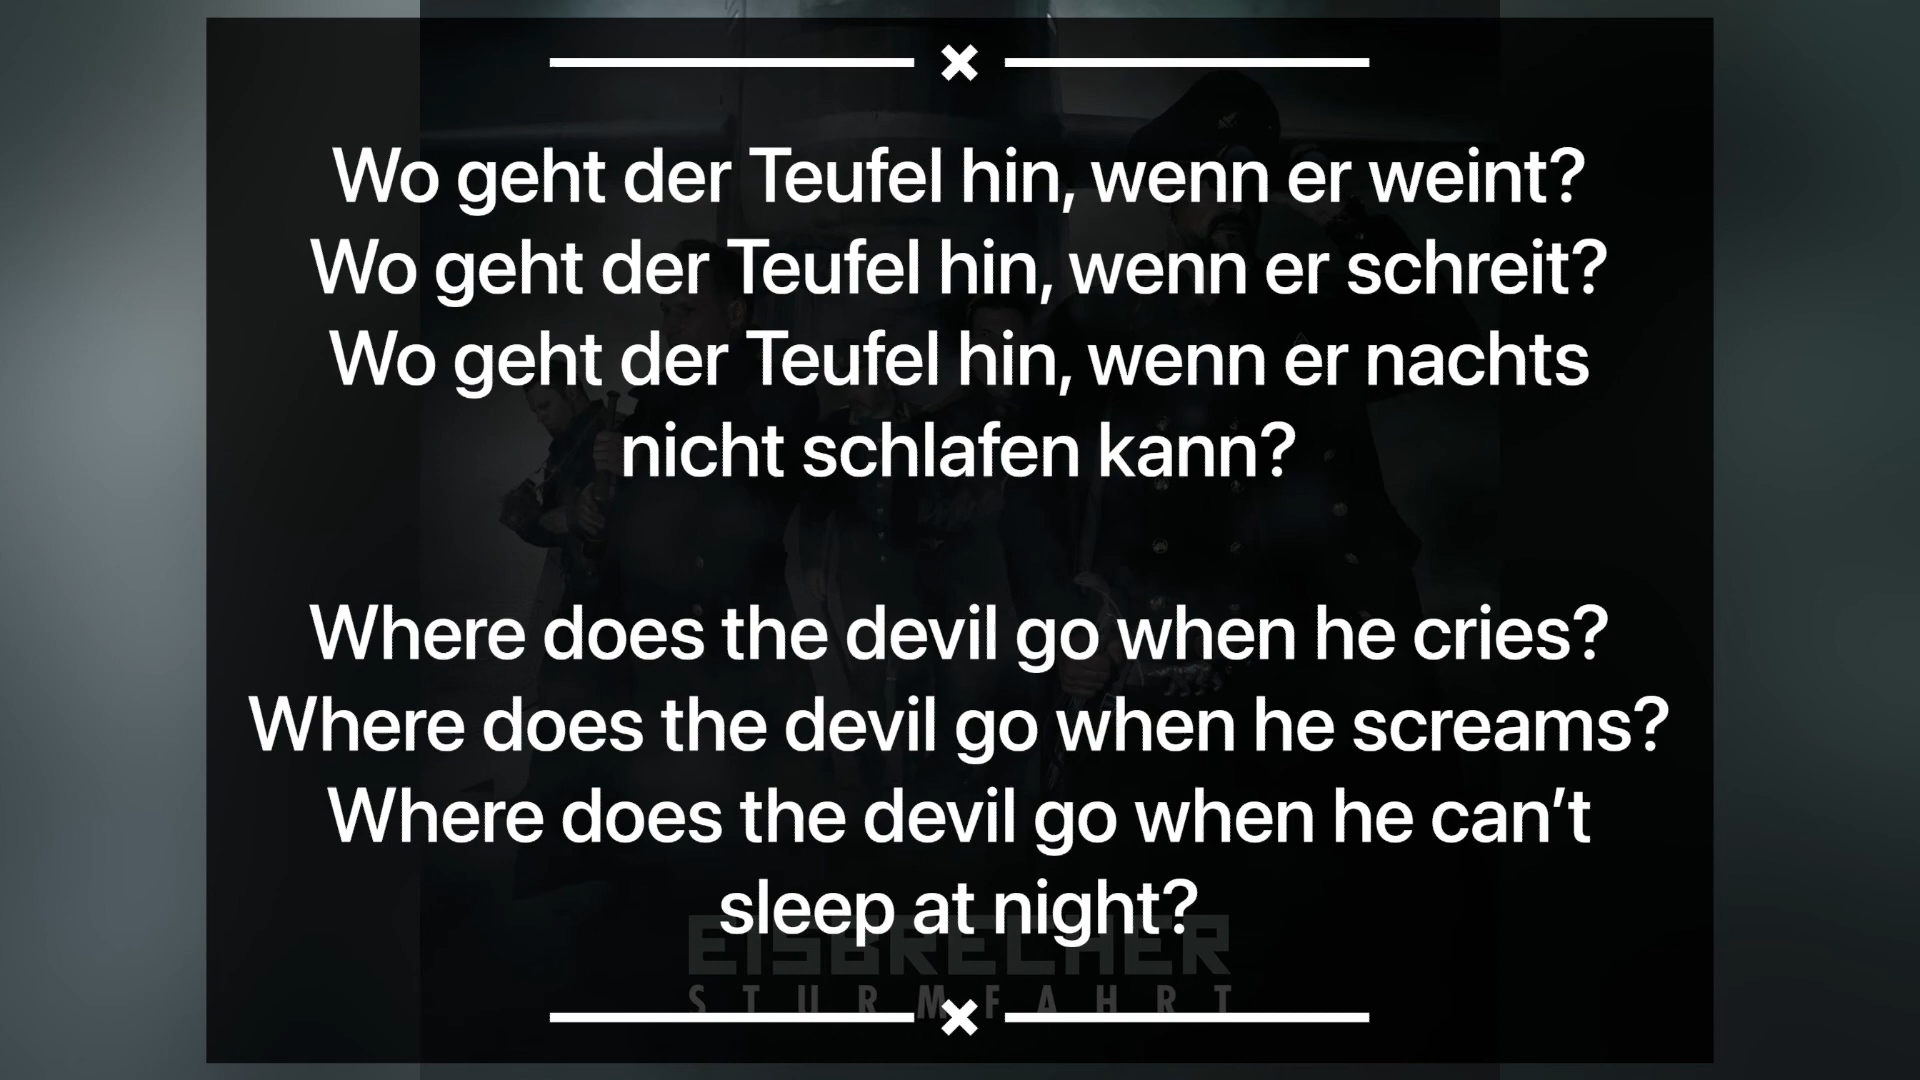 Wo geht der Teufel hin, wenn er weint?
Wo geht der Teufel hin, wenn er schreit?
Wo geht der Teufel hin, wenn er nachts
nicht schlafen kann?
Where does the devil go when he cries?
Where does the devil go when he screams?
Where does the devil go when he can’t
sleep at night?
EISBRECHER
STURMFAHRT